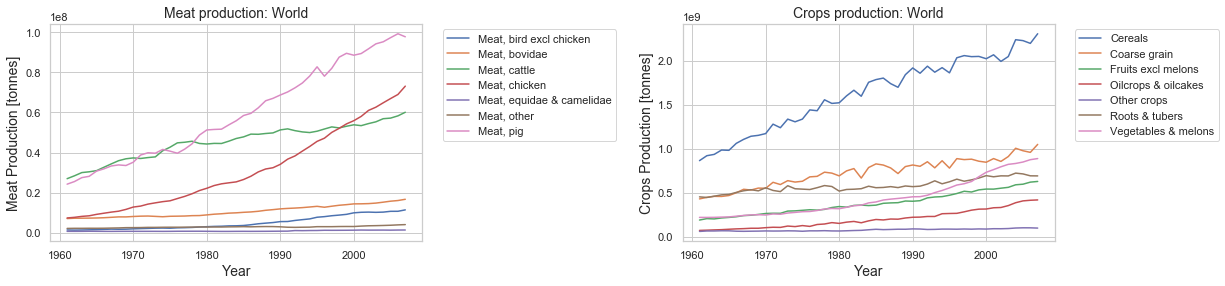 Meat production: World
1e8
Meat Production [tonnes]
1.0
0.8
0.6
0.4
0.2
0.0
1960 1970 1980 1990 2000
Year
Meat, bird excl chicken
Meat, bovidae
Meat, cattle
Meat, chicken
Meat, equidae & camelidae
Meat, other
Meat, pig
Crops production: World
1e9
Crops Production [tonnes]
2.0
1.5
1.0
0.5
0.0
1960 1970 1980 1990 2000
Year
Cereals
Coarse grain
Fruits excl melons
Oilcrops & oilcakes
Other crops
Roots & tubers
Vegetables & melons